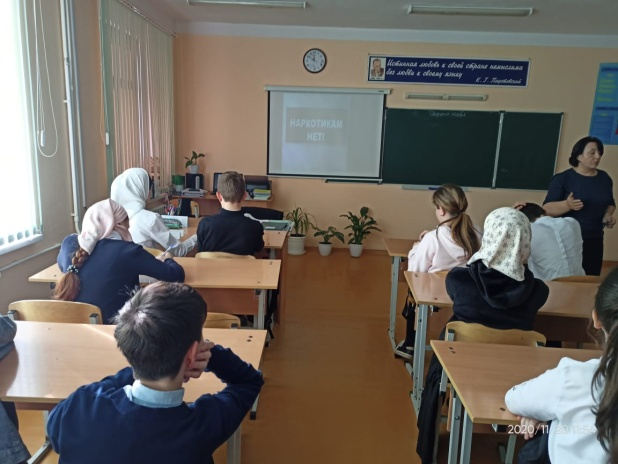 Истинная любовь к своей стране немыслима
без любви к своему языку
К. Г. Паустовский
НАРКОТИКАМ
НЕТ!